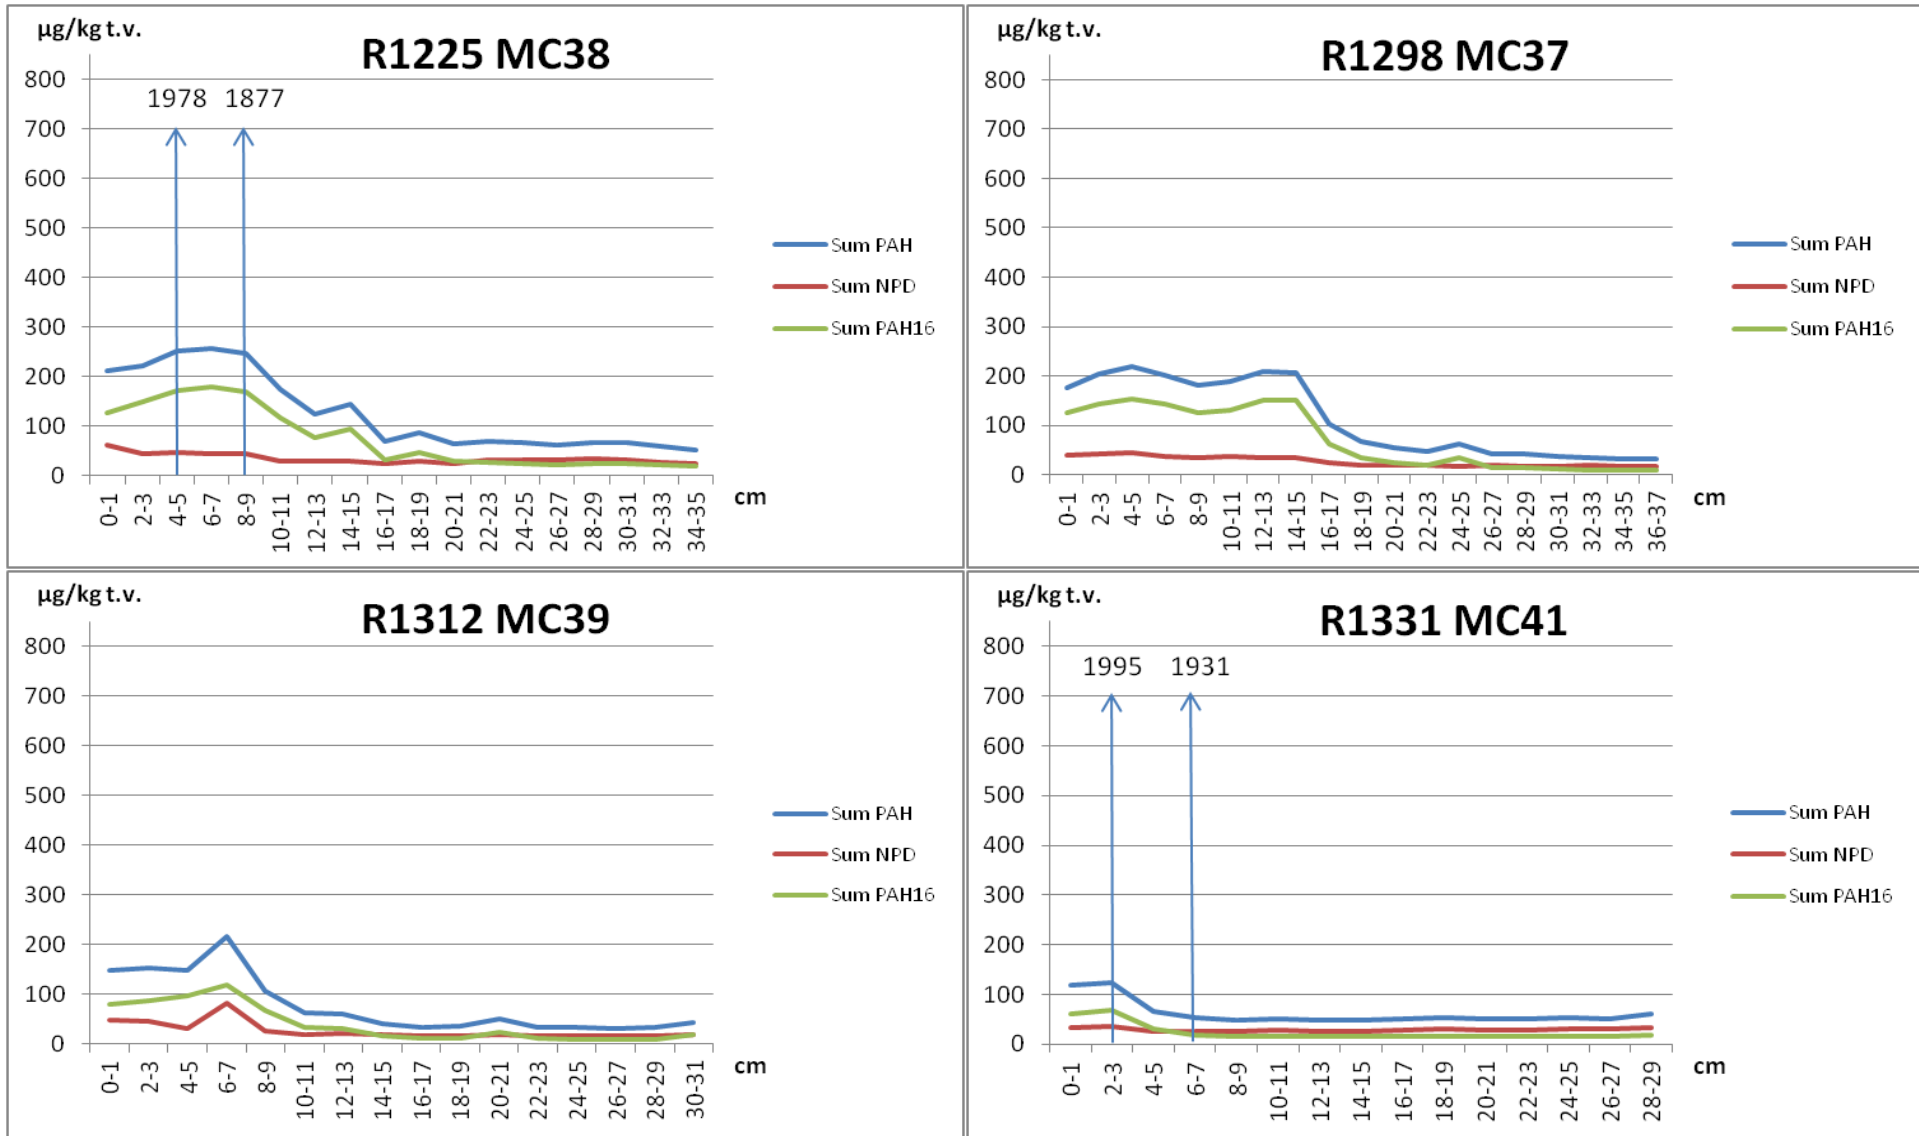 µg/kg t.v.
R1225 MC38
800
700
600
500
400
300
200
100
0
1978 1877
Sum PAH
Sum NPD
Sum PAH16
0-1 2-3 4-5 6-7 8-9 10-11 12-13 14-15 16-17 18-19 20-21 22-23 24-25 26-27 28-29 30-31 32-33 34-35
cm
µg/kg t.v.
R1298 MC37
800
700
600
500
400
300
200
100
0
Sum PAH
Sum NPD
Sum PAH16
0-1 2-3 4-5 6-7 8-9 10-11 12-13 14-15 16-17 18-19 20-21 22-23 24-25 26-27 28-29 30-31 32-33 34-35 36-37
cm
µg/kg t.v.
R1312 MC39
800
700
600
500
400
300
200
100
0
Sum PAH
Sum NPD
Sum PAH16
0-1 2-3 4-5 6-7 8-9 10-11 12-13 14-15 16-17 18-19 20-21 22-23 24-25 26-27 28-29 30-31
cm
µg/kg t.v.
R1331 MC41
800
700
600
500
400
300
200
100
0
1995 1931
Sum PAH
Sum NPD
Sum PAH16
0-1 2-3 4-5 6-7 8-9 10-11 12-13 14-15 16-17 18-19 20-21 22-23 24-25 26-27 28-29
cm